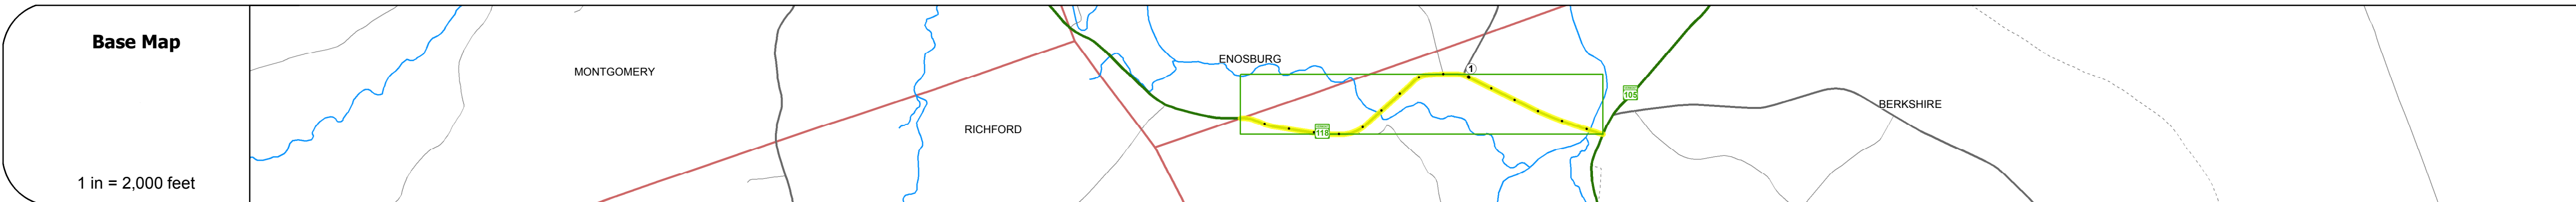 Base Map
1 in = 2,000 feet
MONTGOMERY
RICHFORD
ENOSBURG
118
1
105
BERKSHIRE